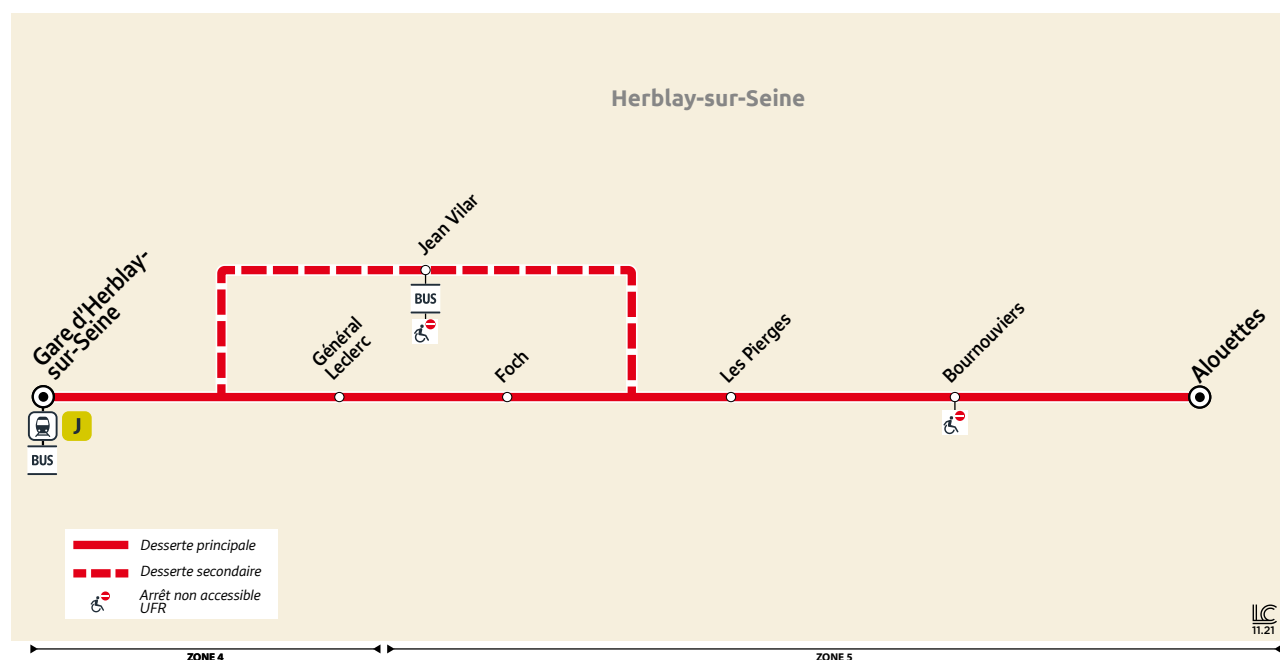 Herblay-sur-Seine
Jean Vilar
BUS
Gare d'Herblay-
sur-Seine
Général
Leclerc
Foch
Les Pierges
Bournouviers
Alouettes
J
BUS
Desserte principale
Desserte secondaire
Arrêt non accessible
UFR
LC
11.21
ZONE 4
ZONE 5